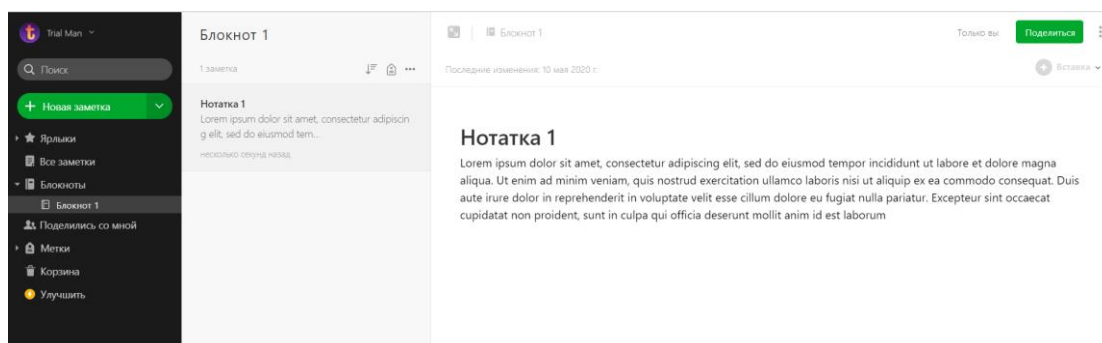 Trial Man
Поиск
Новая заметка
Ярлыки
Все заметки
Блокноты
Блокнот 1
Поделились со мной
Метки
Корзина
Улучшить
Блокнот 1
1 заметка
Нотатка 1
Lorem ipsum dolor sit amet, consectetur adipiscin
g elit, sed do eiusmod tem...
несколько секунд назад
Блокнот 1
Только вы
Поделиться
Последние изменения: 10 мая 2020 г.
Вставка
Нотатка 1
Lorem ipsum dolor sit amet, consectetur adipiscing elit, sed do eiusmod tempor incididunt ut labore et dolore magna
aliqua. Ut enim ad minim veniam, quis nostrud exercitation ullamco laboris nisi ut aliquip ex ea commodo consequat. Duis
aute irure dolor in reprehenderit in voluptate velit esse cillum dolore eu fugiat nulla pariatur. Excepteur sint occaecat
cupidatat non proident, sunt in culpa qui officia deserunt mollit anim id est laborum